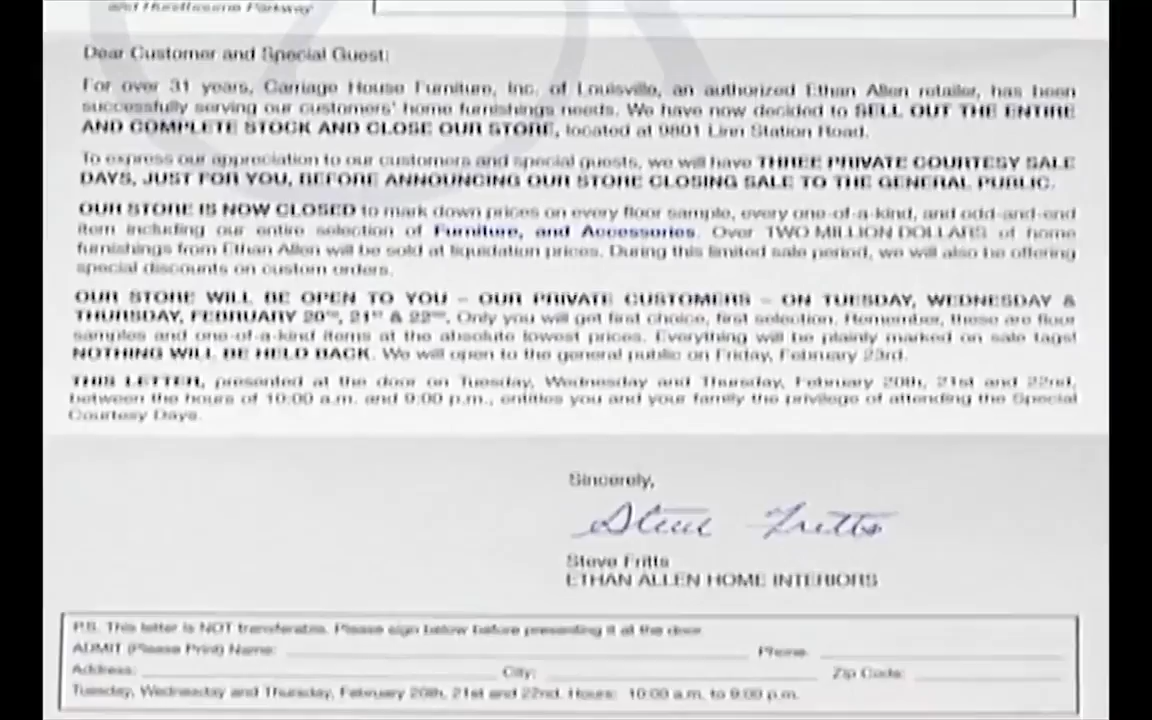 and Hurstbourne Parkway
Dear Customer and Special Guest:
For over 31 years, Carriage House Furniture, Inc. of Louisville, an authorized Ethan Allen retailer, has been
successfully serving our customers' home furnishings needs. We have now decided to SELL OUT THE ENTIRE
AND COMPLETE STOCK AND CLOSE OUR STORE, located at 9801 Linn Station Road.
To express our appreciation to our customers and special guests, we will have THREE PRIVATE COURTESY SALE
DAYS, JUST FOR YOU, BEFORE ANNOUNCING OUR STORE CLOSING SALE TO THE GENERAL PUBLIC.
OUR STORE IS NOW CLOSED to mark down prices on every floor sample, every one-of-a-kind, and odd-and-end
item including our entire selection of Furniture, and Accessories. Over TWO MILLION DOLLARS of home
furnishings from Ethan Allen will be sold at liquidation prices. During this limited sale period, we will also be offering
special discounts on custom orders.
OUR STORE WILL BE OPEN TO YOU – OUR PRIVATE CUSTOMERS – ON TUESDAY, WEDNESDAY &
THURSDAY, FEBRUARY 20TH, 21ST & 22ND. Only you will get first choice, first selection. Remember, these are floor
samples and one-of-a-kind items at the absolute lowest prices. Everything will be plainly marked on sale tags!
NOTHING WILL BE HELD BACK. We will open to the general public on Friday, February 23rd.
THIS LETTER, presented at the door on Tuesday, Wednesday and Thursday, February 20th, 21st and 22nd,
between the hours of 10:00 a.m. and 9:00 p.m., entitles you and your family the privilege of attending the Special
Courtesy Days.
Sincerely,
Steve Fritts
Steve Fritts
ETHAN ALLEN HOME INTERIORS
P.S. This letter is NOT transferable. Please sign below before presenting it at the door.
ADMIT (Please Print) Name: Phone:
Address: City: Zip Code:
Tuesday, Wednesday and Thursday, February 20th, 21st and 22nd. Hours: 10:00 a.m. to 9:00 p.m.